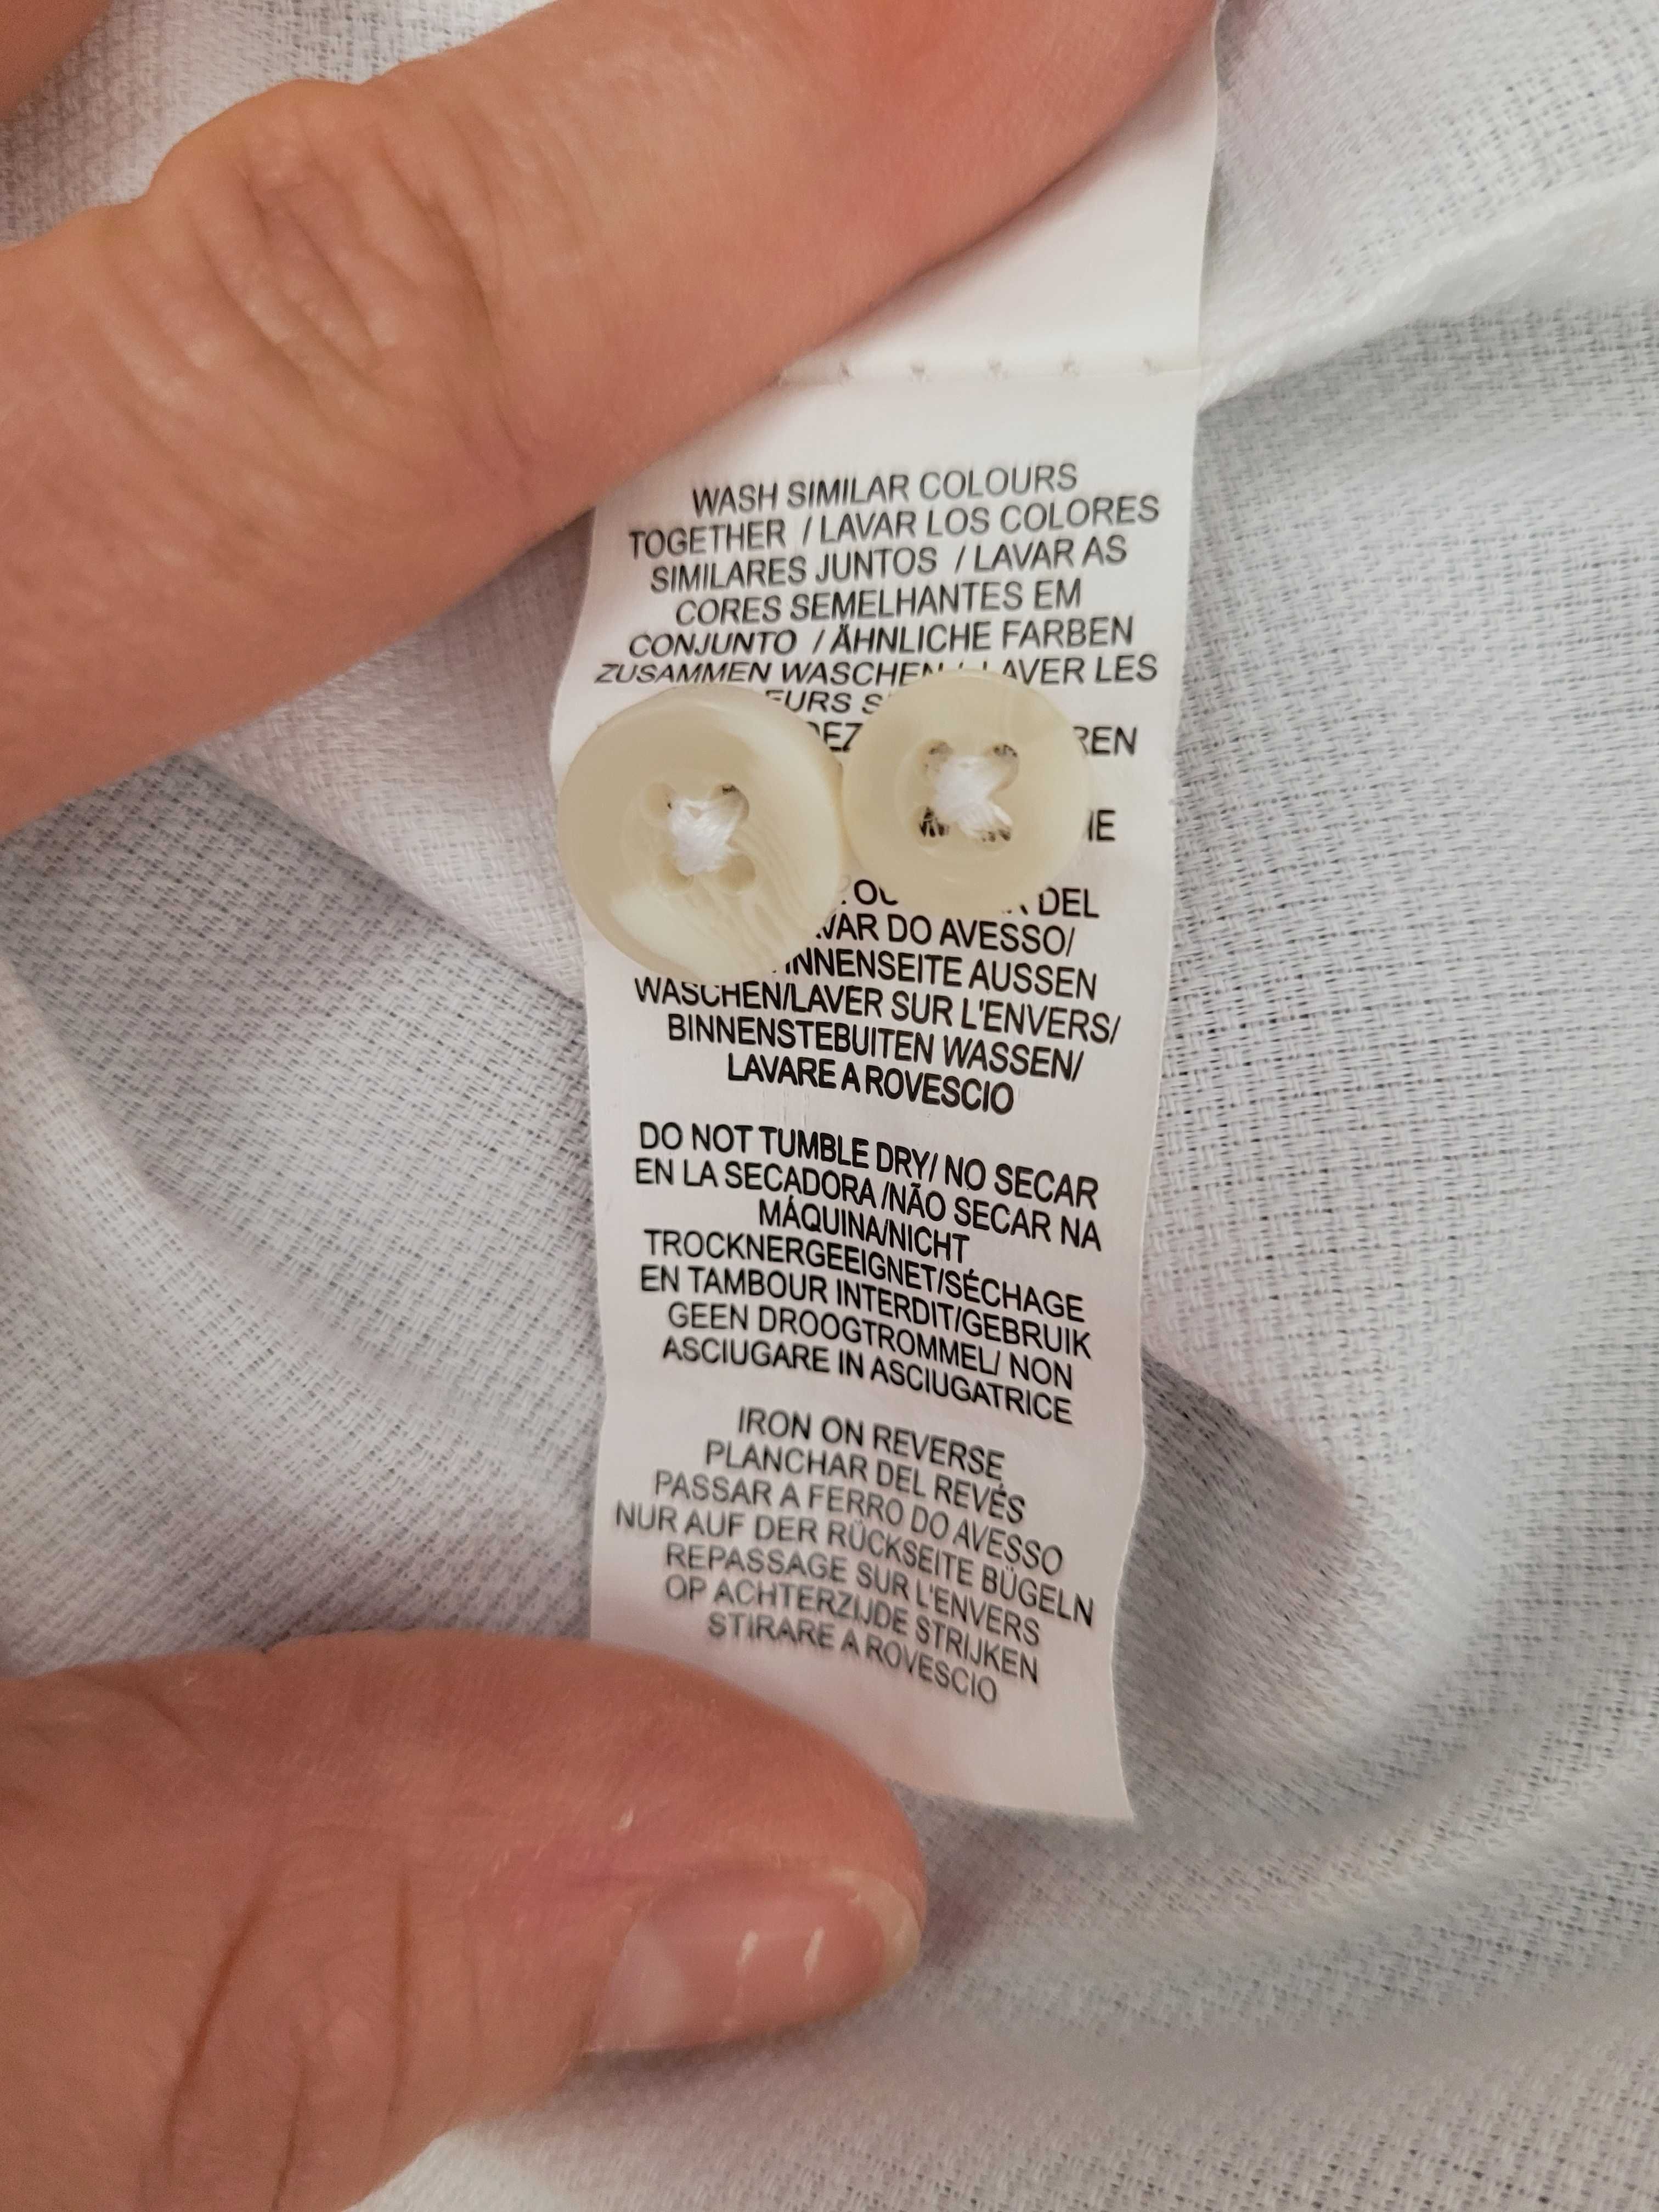 WASH SIMILAR COLOURS
TOGETHER / LAVAR LOS COLORES
SIMILARES JUNTOS / LAVAR AS
CORES SEMELHANTES EM
CONJUNTO / ÄHNLICHE FARBEN
ZUSAMMEN WASCHEN / LAVER LES
DEL
DO AVESSO/
INNENSEITE AUSSEN
WASCHEN/LAVER SUR L'ENVERS/
BINNENSTEBUITEN WASSEN/
LAVARE A ROVESCIO
DO NOT TUMBLE DRY/ NO SECAR
EN LA SECADORA /NÃO SECAR NA
MÁQUINA/NICHT
TROCKNERGEEIGNET/SÉCHAGE
EN TAMBOUR INTERDIT/GEBRUIK
GEEN DROOGTROMMEL/ NON
ASCIUGARE IN ASCIUGATRICE
IRON ON REVERSE
PLANCHAR DEL REVÉS
PASSAR A FERRO DO AVESSO
NUR AUF DER RÜCKSEITE BÜGELN
REPASSAGE SUR L'ENVERS
OP ACHTERZIJDE STRIJKEN
STIRARE A ROVESCIO